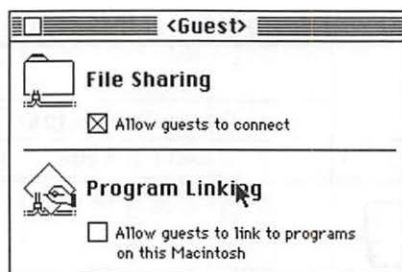 <Guest>
File Sharing
Allow guests to connect
Program Linking
Allow guests to link to programs
on this Macintosh